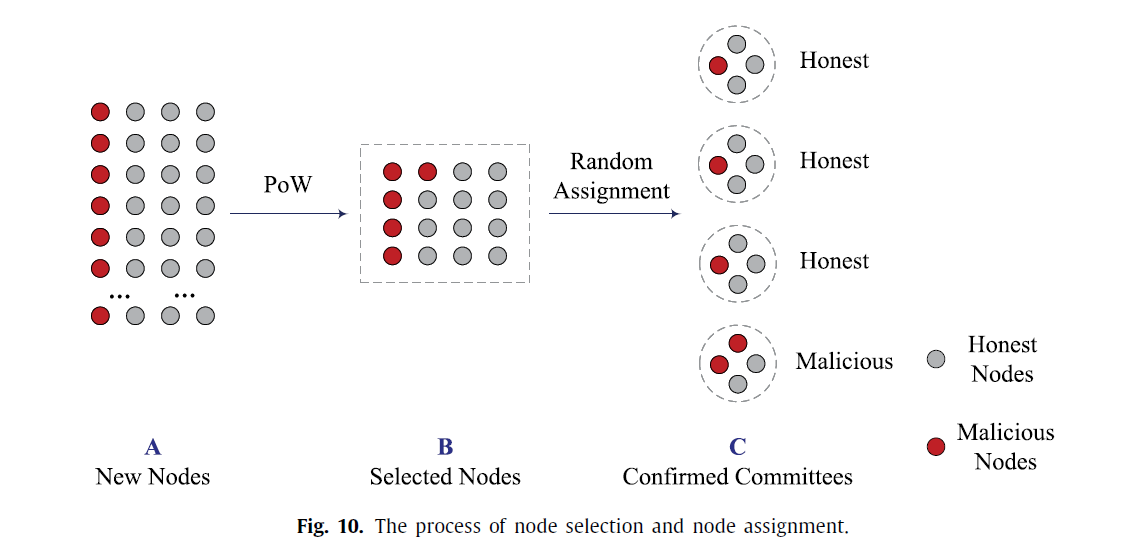 Honest
PoW
Random
Assignment
Honest
Honest
... ...
Malicious
Honest
Nodes
Malicious
Nodes
A
New Nodes
B
Selected Nodes
C
Confirmed Committees
Fig. 10. The process of node selection and node assignment.